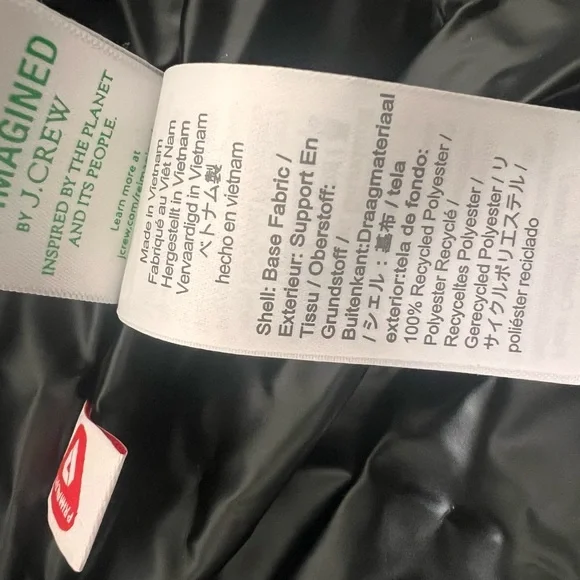 IMAGINED
BY J.CREW
INSPIRED BY THE PLANET
AND ITS PEOPLE.
Learn more at
jcrew.com/reima
Made in Vietnam
Fabriqué au Viêt Nam
Hergestellt in Vietnam
Vervaardigd in Vietnam
ベトナム製
hecho en vietnam
Shell: Base Fabric /
Exterieur: Support En
Tissu / Oberstoff:
Grundstoff /
Buitenkant:Draagmateriaal
/ シェル : 基布 / tela
exterior:tela de fondo:
100% Recycled Polyester /
Polyester Recyclé /
Recyceltes Polyester /
Gerecycled Polyester / リ
サイクルポリエステル /
poliéster reciclado